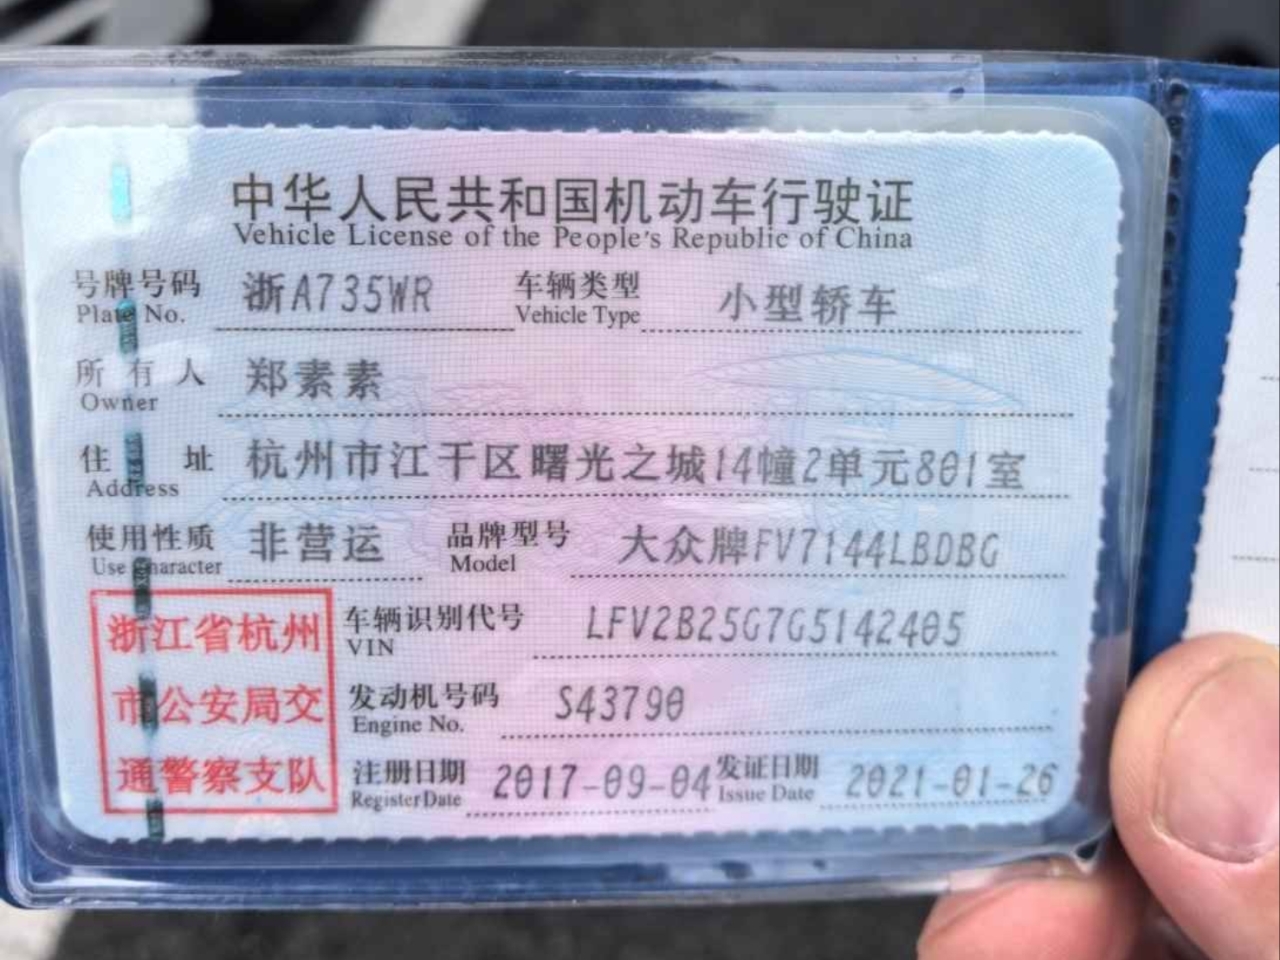 中华人民共和国机动车行驶证
Vehicle License of the People's Republic of China
号牌号码 浙A735WR 车辆类型 小型轿车
Plate No. Vehicle Type
所有人 郑素素
Owner
住址 杭州市江干区曙光之城14幢2单元801室
Address
使用性质 非营运 品牌型号 大众牌FV7144LBDBG
Use Character Model
浙江省杭州
市公安局交
通警察支队
车辆识别代号 LFV2B25G7G5142405
VIN
发动机号码 S43790
Engine No.
注册日期 2017-09-04 发证日期 2021-01-26
Register Date Issue Date